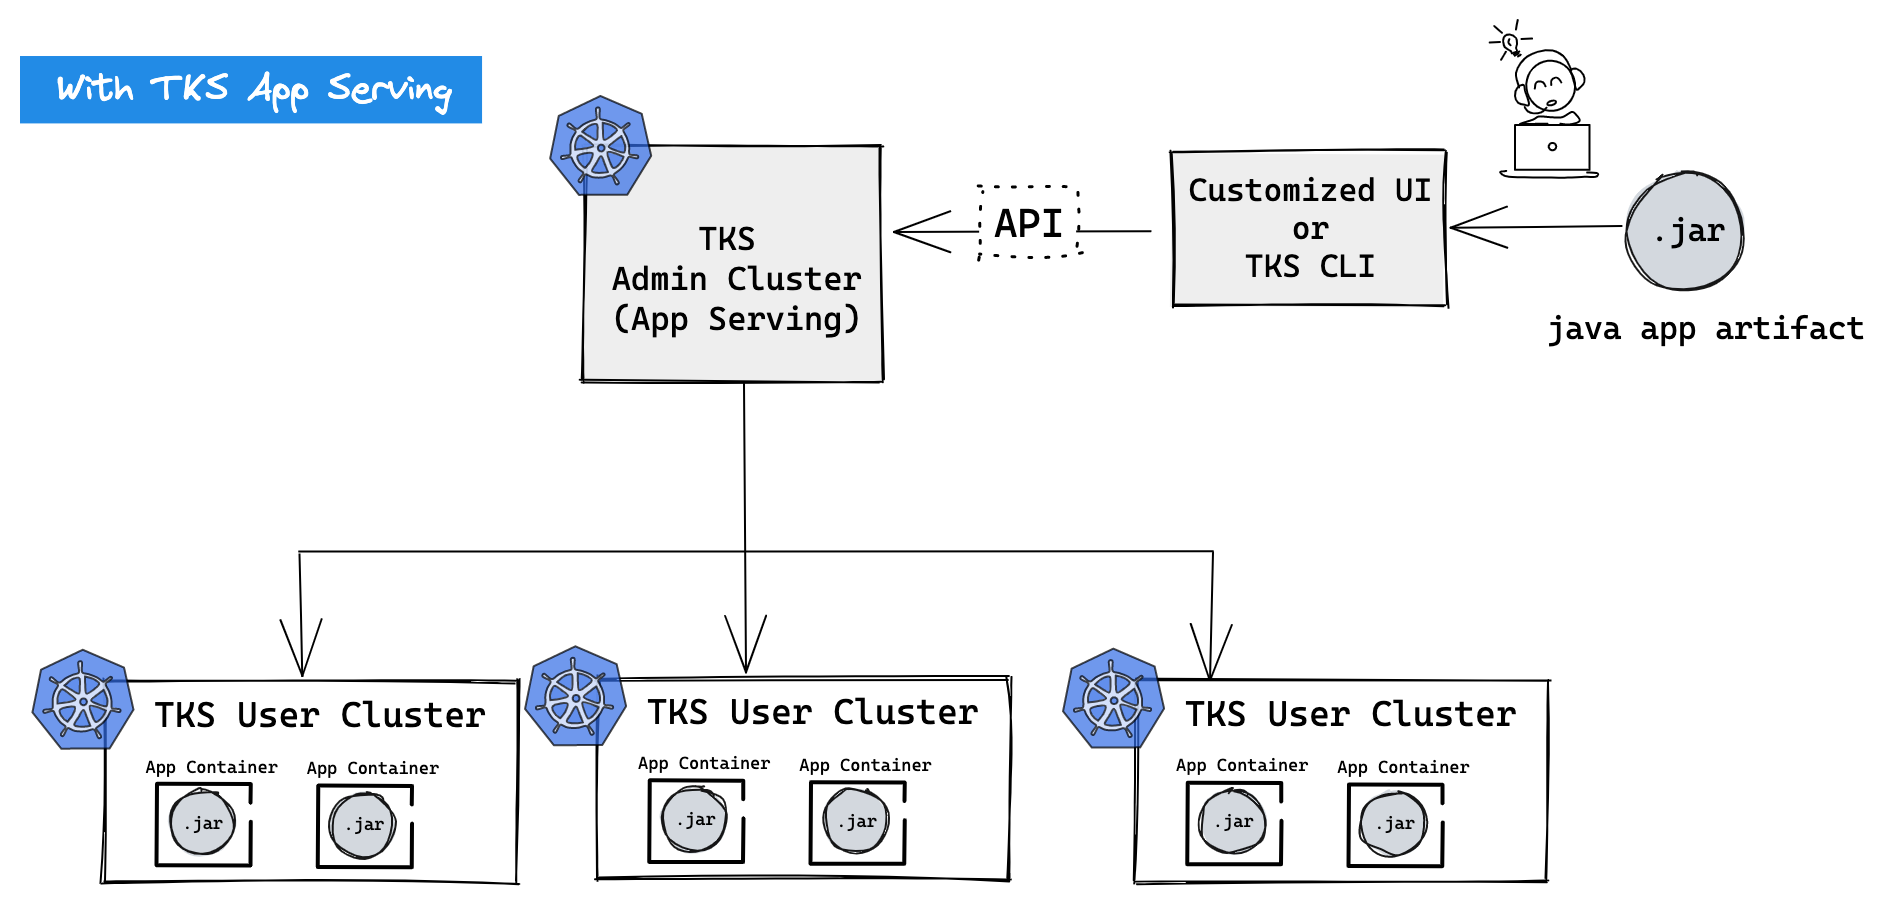 With TKS App Serving
TKS
Admin Cluster
(App Serving)
API
Customized UI
or
TKS CLI
.jar
java app artifact
TKS User Cluster
App Container
App Container
.jar
.jar
TKS User Cluster
App Container
App Container
.jar
.jar
TKS User Cluster
App Container
App Container
.jar
.jar